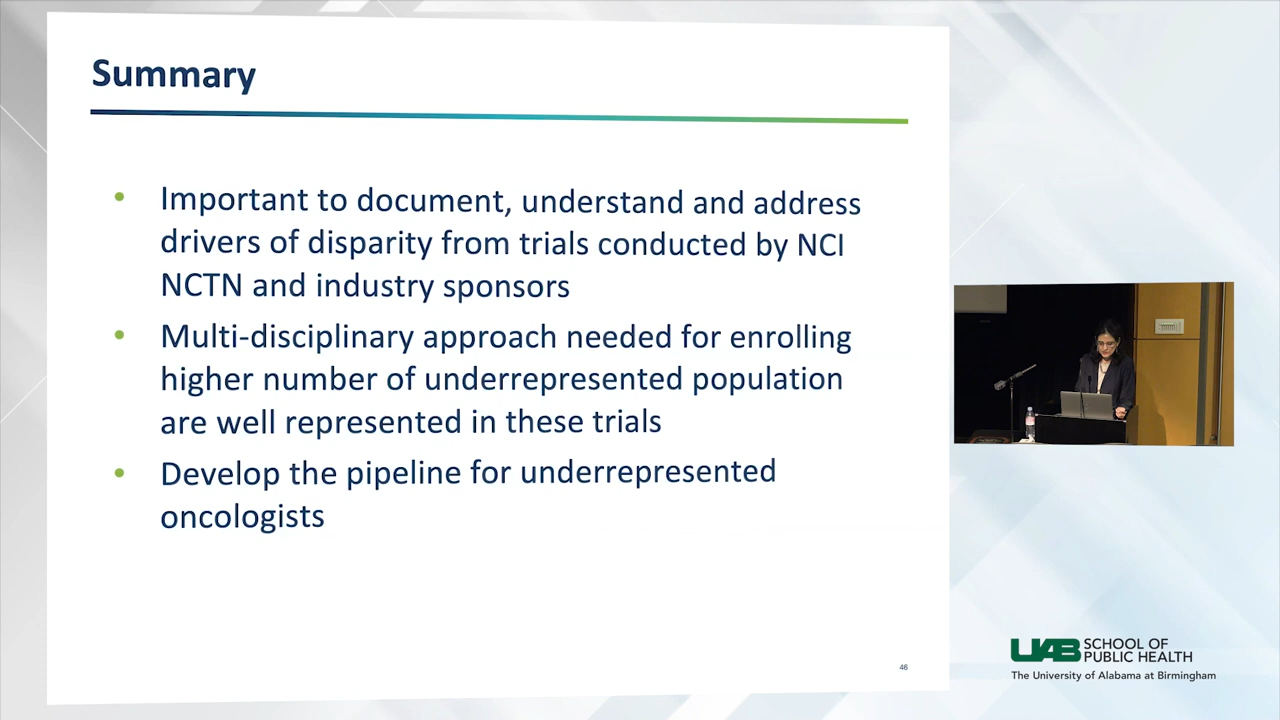 Summary
• Important to document, understand and address
drivers of disparity from trials conducted by NCI
NCTN and industry sponsors
• Multi-disciplinary approach needed for enrolling
higher number of underrepresented population
are well represented in these trials
• Develop the pipeline for underrepresented
oncologists
46
UAB SCHOOL OF
PUBLIC HEALTH
The University of Alabama at Birmingham